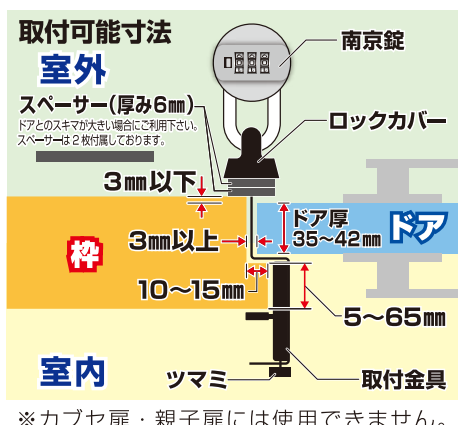 取付可能寸法
室外
南京錠
スペーサー(厚み6㎜)
ドアとのスキマが大きい場合にご利用下さい。
スペーサーは2枚付属しております。
ロックカバー
3㎜以下
ドア厚
35～42㎜
ドア
3㎜以上
枠
10～15㎜
5～65㎜
室内
ツマミ
取付金具
※カブセ扉・親子扉には使用できません。